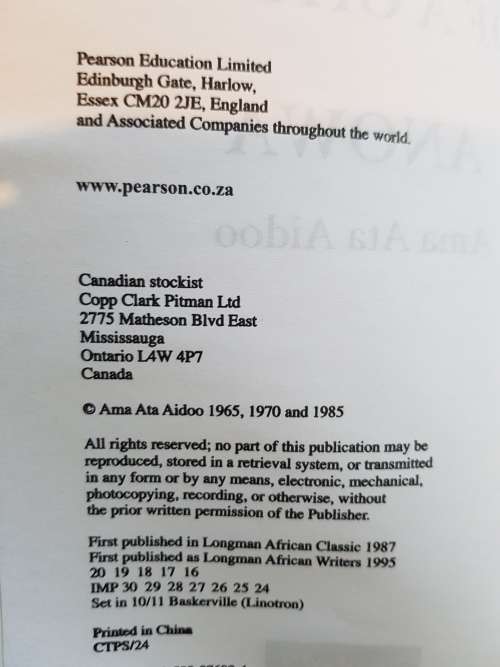 Pearson Education Limited
Edinburgh Gate, Harlow,
Essex CM20 2JE, England
and Associated Companies throughout the world.
www.pearson.co.za
Canadian stockist
Copp Clark Pitman Ltd
2775 Matheson Blvd East
Mississauga
Ontario L4W 4P7
Canada
© Ama Ata Aidoo 1965, 1970 and 1985
All rights reserved; no part of this publication may be
reproduced, stored in a retrieval system, or transmitted
in any form or by any means, electronic, mechanical,
photocopying, recording, or otherwise, without
the prior written permission of the Publisher.
First published in Longman African Classic 1987
First published as Longman African Writers 1995
20 19 18 17 16
IMP 30 29 28 27 26 25 24
Set in 10/11 Baskerville (Linotron)
Printed in China
CTPS/24
ANOWA
Ama Ata Aidoo